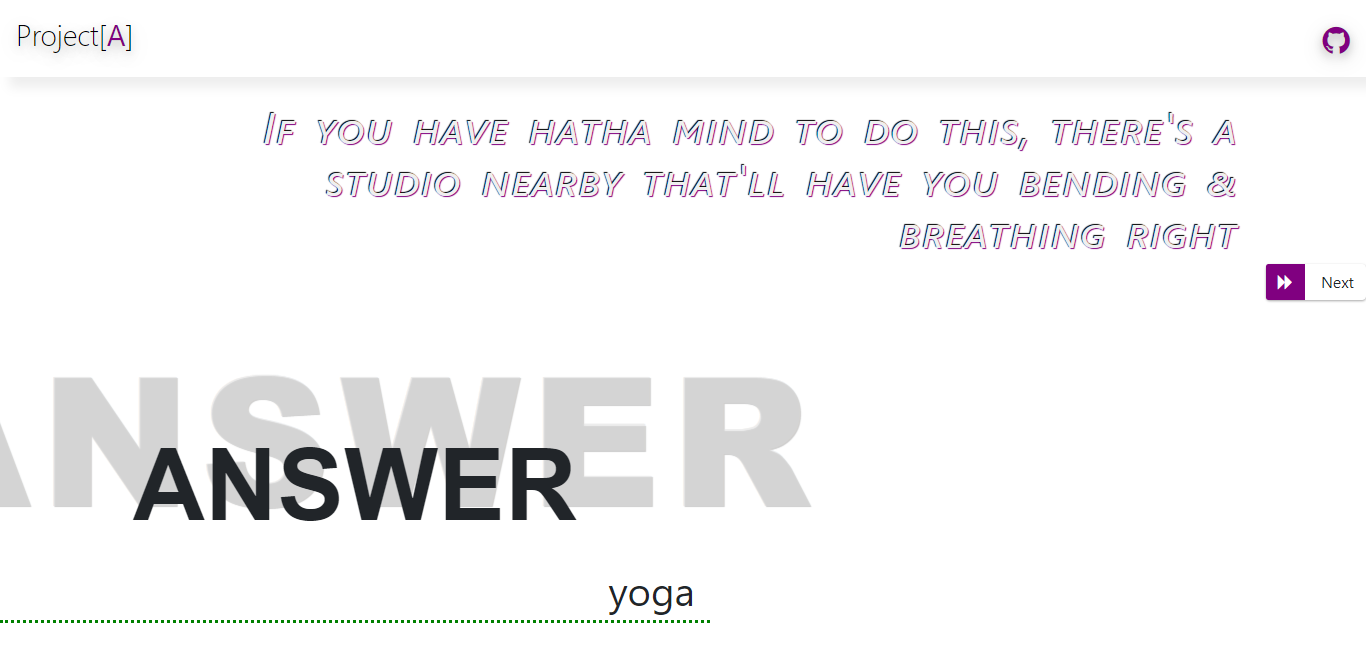 Project[A]
If you have hatha mind to do this, there's a
studio nearby that'll have you bending &
breathing right
Next
ANSWER
ANSWER
yoga